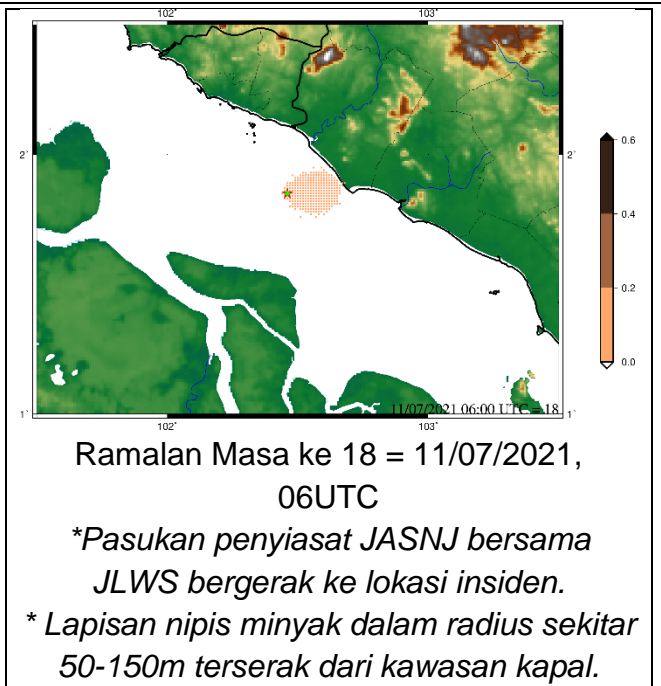 102˚ 103˚
2˚ 2˚
0.6
0.4
0.2
0.0
11/07/2021 06:00 UTC = 18
1˚ 1˚
102˚ 103˚
Ramalan Masa ke 18 = 11/07/2021,
06UTC
*Pasukan penyiasat JASNJ bersama
JLWS bergerak ke lokasi insiden.
* Lapisan nipis minyak dalam radius sekitar
50-150m terserak dari kawasan kapal.